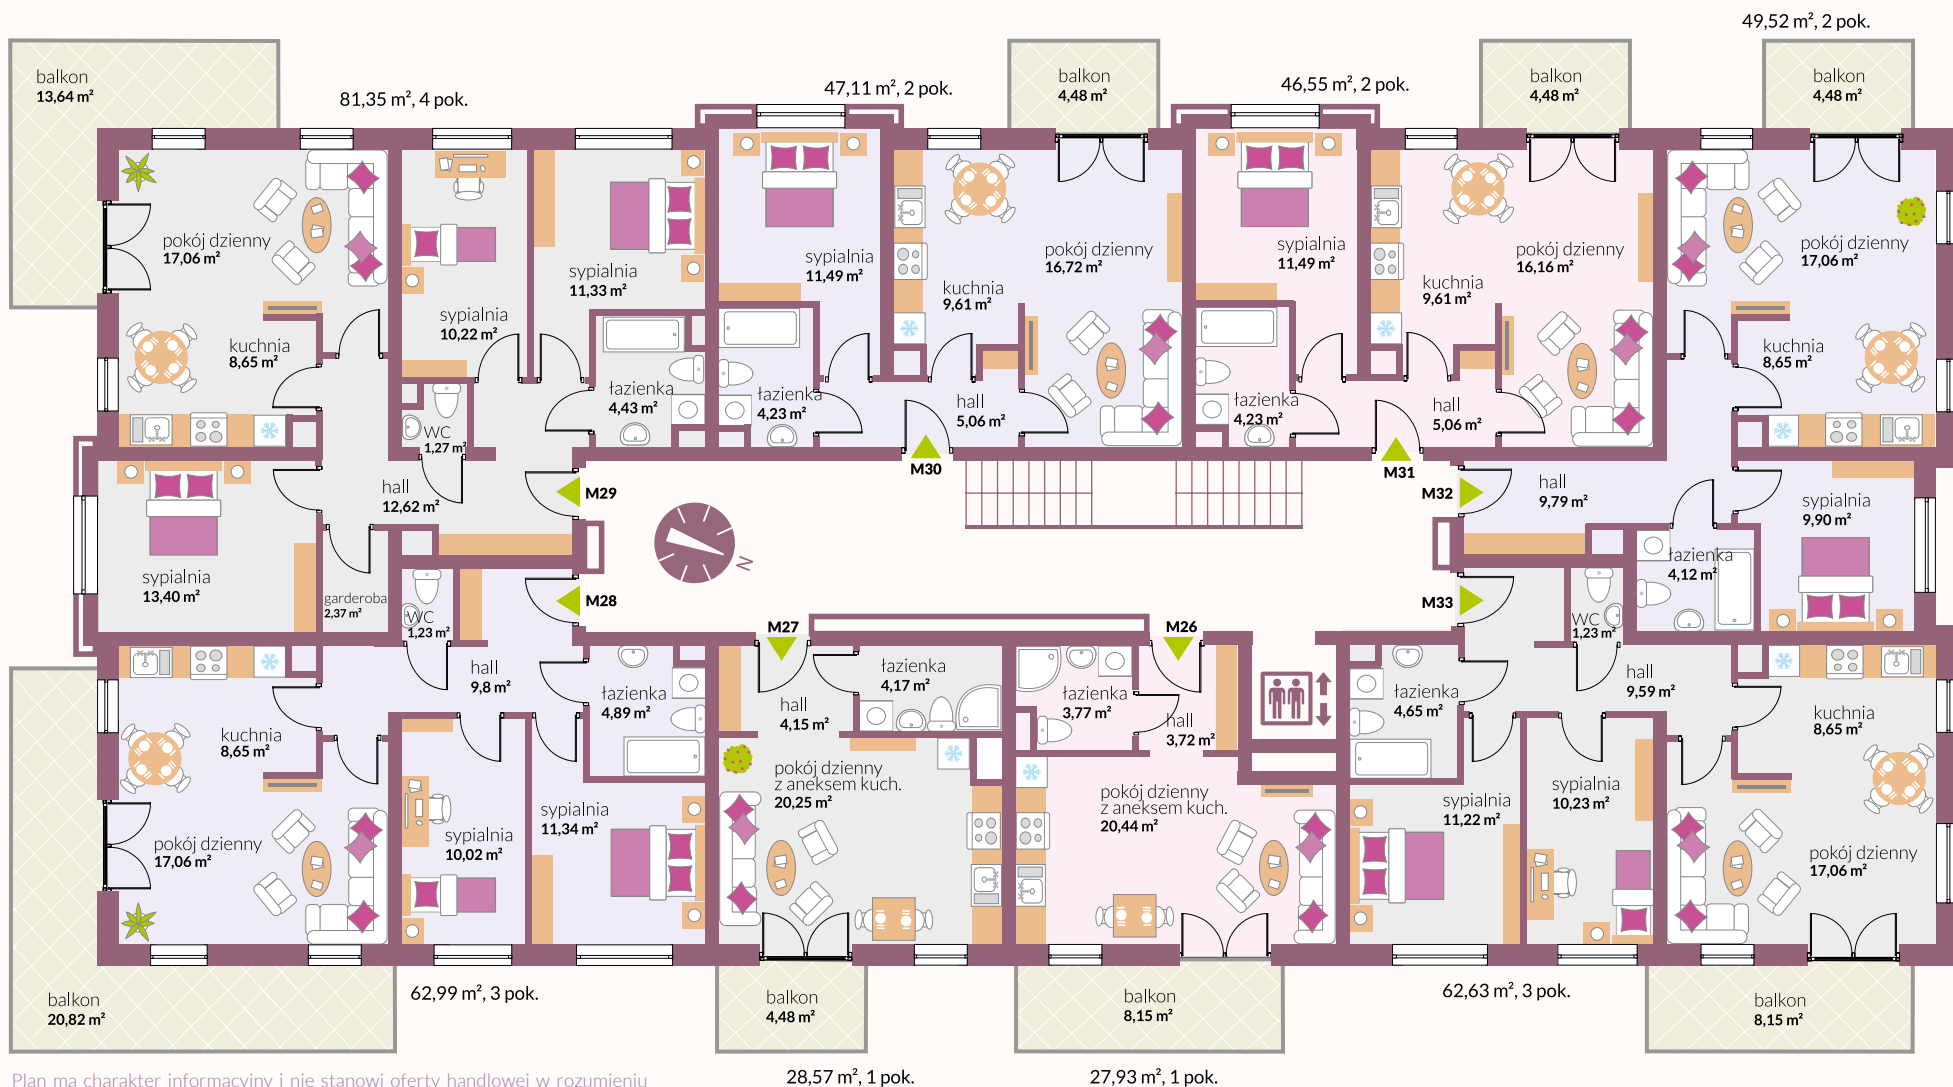 49,52 m², 2 pok.
balkon
13,64 m²
81,35 m², 4 pok.
47,11 m², 2 pok.
balkon
4,48 m²
46,55 m², 2 pok.
balkon
4,48 m²
balkon
4,48 m²
pokój dzienny
17,06 m²
kuchnia
8,65 m²
sypialnia
10,22 m²
sypialnia
11,33 m²
łazienka
4,43 m²
WC
1,27 m²
hall
12,62 m²
sypialnia
13,40 m²
garderoba
2,37 m²
M29
sypialnia
11,49 m²
łazienka
4,23 m²
kuchnia
9,61 m²
pokój dzienny
16,72 m²
hall
5,06 m²
M30
sypialnia
11,49 m²
łazienka
4,23 m²
kuchnia
9,61 m²
pokój dzienny
16,16 m²
hall
5,06 m²
M31
pokój dzienny
17,06 m²
kuchnia
8,65 m²
M32
hall
9,79 m²
sypialnia
9,90 m²
łazienka
4,12 m²
N
M28
WC
1,23 m²
hall
9,8 m²
łazienka
4,89 m²
kuchnia
8,65 m²
pokój dzienny
17,06 m²
sypialnia
10,02 m²
sypialnia
11,34 m²
M27
hall
4,15 m²
łazienka
4,17 m²
pokój dzienny
z aneksem kuch.
20,25 m²
M26
łazienka
3,77 m²
hall
3,72 m²
pokój dzienny
z aneksem kuch.
20,44 m²
M33
WC
1,23 m²
hall
9,59 m²
łazienka
4,65 m²
sypialnia
11,22 m²
sypialnia
10,23 m²
kuchnia
8,65 m²
pokój dzienny
17,06 m²
balkon
20,82 m²
62,99 m², 3 pok.
balkon
4,48 m²
balkon
8,15 m²
62,63 m², 3 pok.
balkon
8,15 m²
28,57 m², 1 pok.
27,93 m², 1 pok.
Plan ma charakter informacyjny i nie stanowi oferty handlowej w rozumieniu